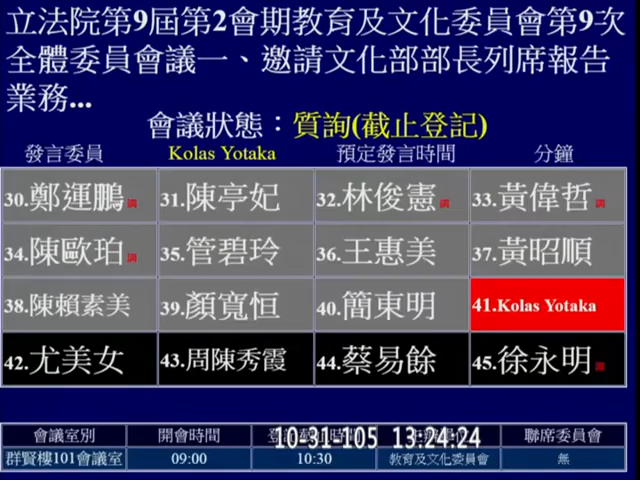 立法院第9屆第2會期教育及文化委員會第9次
全體委員會議一、邀請文化部部長列席報告
業務...
會議狀態：質詢(截止登記)
發言委員 Kolas Yotaka 預定發言時間 分鐘
30.鄭運鵬 31.陳亭妃 32.林俊憲 33.黃偉哲
34.陳歐珀 35.管碧玲 36.王惠美 37.黃昭順
38.陳賴素美 39.顏寬恒 40.簡東明 41.Kolas Yotaka
42.尤美女 43.周陳秀霞 44.蔡易餘 45.徐永明
會議室別 開會時間 聯席委員會
10-31-105 13:24:24
群賢樓101會議室 09:00 10:30 教育及文化委員會 無